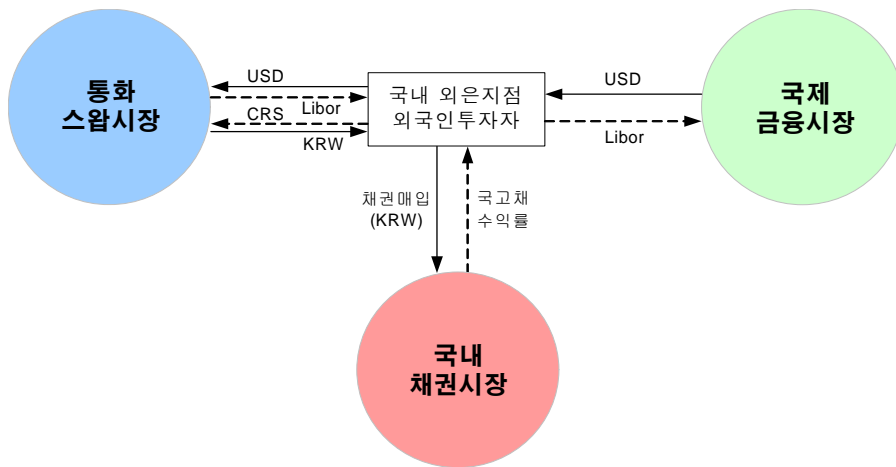 통화
스왑시장
USD
Libor
CRS
KRW
국내 외은지점
외국인투자자
USD
Libor
국제
금융시장
채권매입
(KRW)
국고채
수익률
국내
채권시장